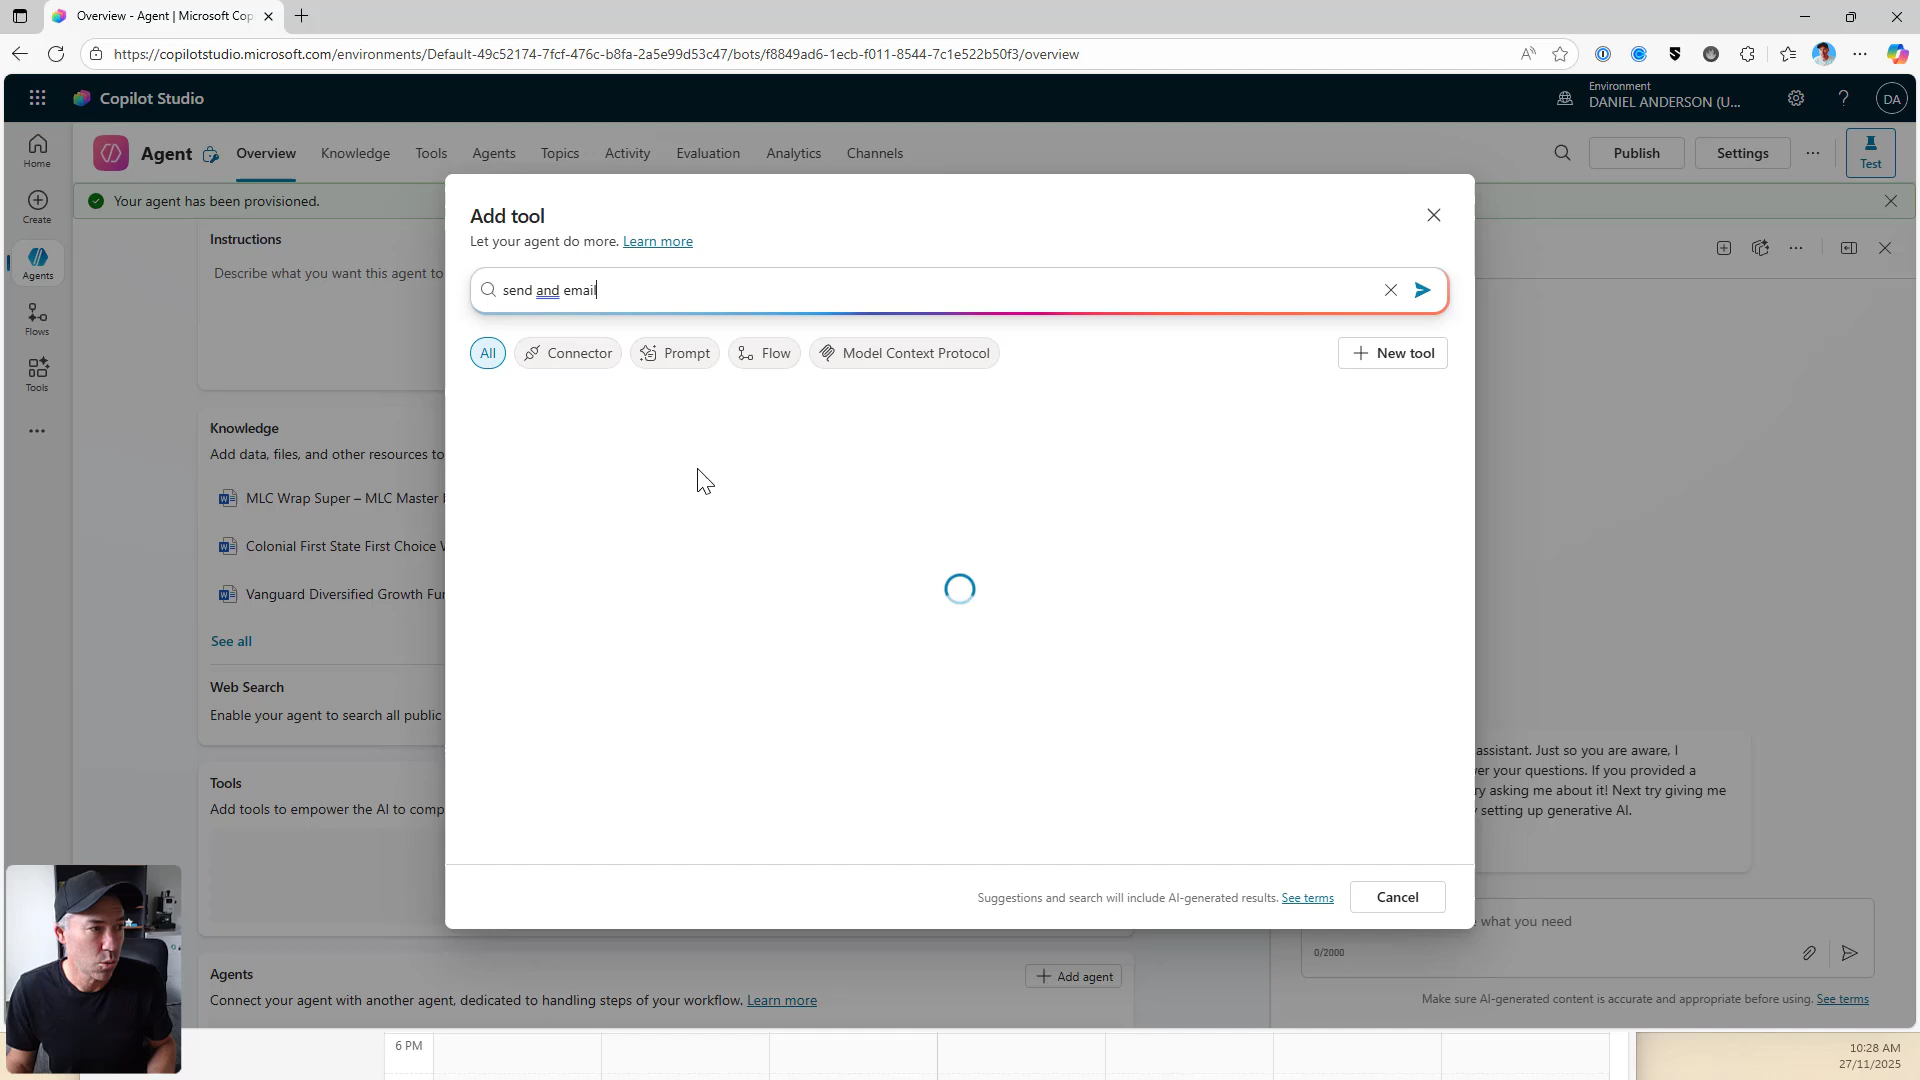 Overview - Agent | Microsoft Cop
https://copilotstudio.microsoft.com/environments/Default-49c52174-7fcf-476c-b8fa-2a5e99d53c47/bots/f8849ad6-1ecb-f011-8544-7c1e522b50f3/overview
Copilot Studio
Environment
DANIEL ANDERSON (U...
DA
Home
Create
Agents
Flows
Tools
Agent
Overview
Knowledge
Tools
Agents
Topics
Activity
Evaluation
Analytics
Channels
Publish
Settings
Test
Your agent has been provisioned.
Instructions
Describe what you want this agent to
Knowledge
Add data, files, and other resources to
MLC Wrap Super – MLC Master
Colonial First State First Choice
Vanguard Diversified Growth Fu
See all
Web Search
Enable your agent to search all public
Tools
Add tools to empower the AI to comp
Agents
Add agent
Connect your agent with another agent, dedicated to handling steps of your workflow. Learn more
Add tool
Let your agent do more. Learn more
send and email
All
Connector
Prompt
Flow
Model Context Protocol
New tool
Suggestions and search will include AI-generated results. See terms
Cancel
assistant. Just so you are aware, I
er your questions. If you provided a
ry asking me about it! Next try giving me
setting up generative AI.
what you need
0/2000
Make sure AI-generated content is accurate and appropriate before using. See terms
6 PM
10:28 AM
27/11/2025